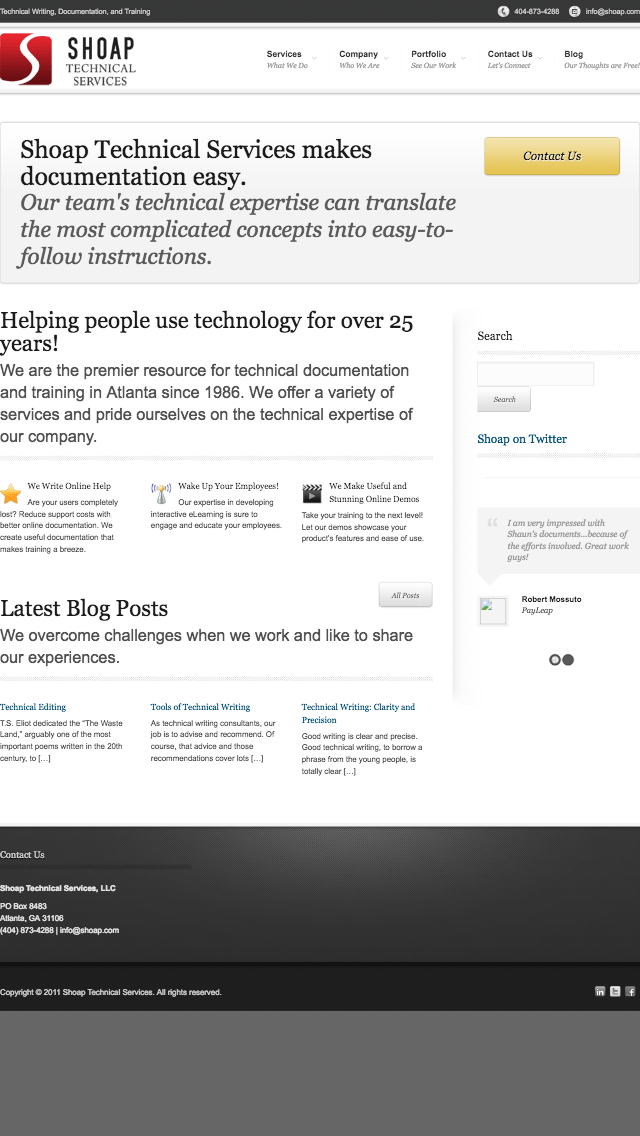 Technical Writing, Documentation, and Training
404-873-4288
info@shoap.com
SHOAP
TECHNICAL
SERVICES
Services
What We Do
Company
Who We Are
Portfolio
See Our Work
Contact Us
Let's Connect
Blog
Our Thoughts are Free!
Shoap Technical Services makes
documentation easy.
Our team's technical expertise can translate
the most complicated concepts into easy-to-
follow instructions.
Contact Us
Helping people use technology for over 25
years!
We are the premier resource for technical documentation
and training in Atlanta since 1986. We offer a variety of
services and pride ourselves on the technical expertise of
our company.
We Write Online Help
Are your users completely
lost? Reduce support costs with
better online documentation. We
create useful documentation that
makes training a breeze.
Wake Up Your Employees!
Our expertise in developing
interactive eLearning is sure to
engage and educate your employees.
We Make Useful and
Stunning Online Demos
Take your training to the next level!
Let our demos showcase your
product's features and ease of use.
Search
Search
Shoap on Twitter
I am very impressed with
Shaun's documents...because of
the efforts involved. Great work
guys!
Robert Mossuto
PayLeap
Latest Blog Posts
All Posts
We overcome challenges when we work and like to share
our experiences.
Technical Editing
T.S. Eliot dedicated the “The Waste
Land,” arguably one of the most
important poems written in the 20th
century, to […]
Tools of Technical Writing
As technical writing consultants, our
job is to advise and recommend. Of
course, that advice and those
recommendations cover lots […]
Technical Writing: Clarity and
Precision
Good writing is clear and precise.
Good technical writing, to borrow a
phrase from the young people, is
totally clear […]
Contact Us
Shoap Technical Services, LLC
PO Box 8483
Atlanta, GA 31106
(404) 873-4288 | info@shoap.com
Copyright © 2011 Shoap Technical Services. All rights reserved.